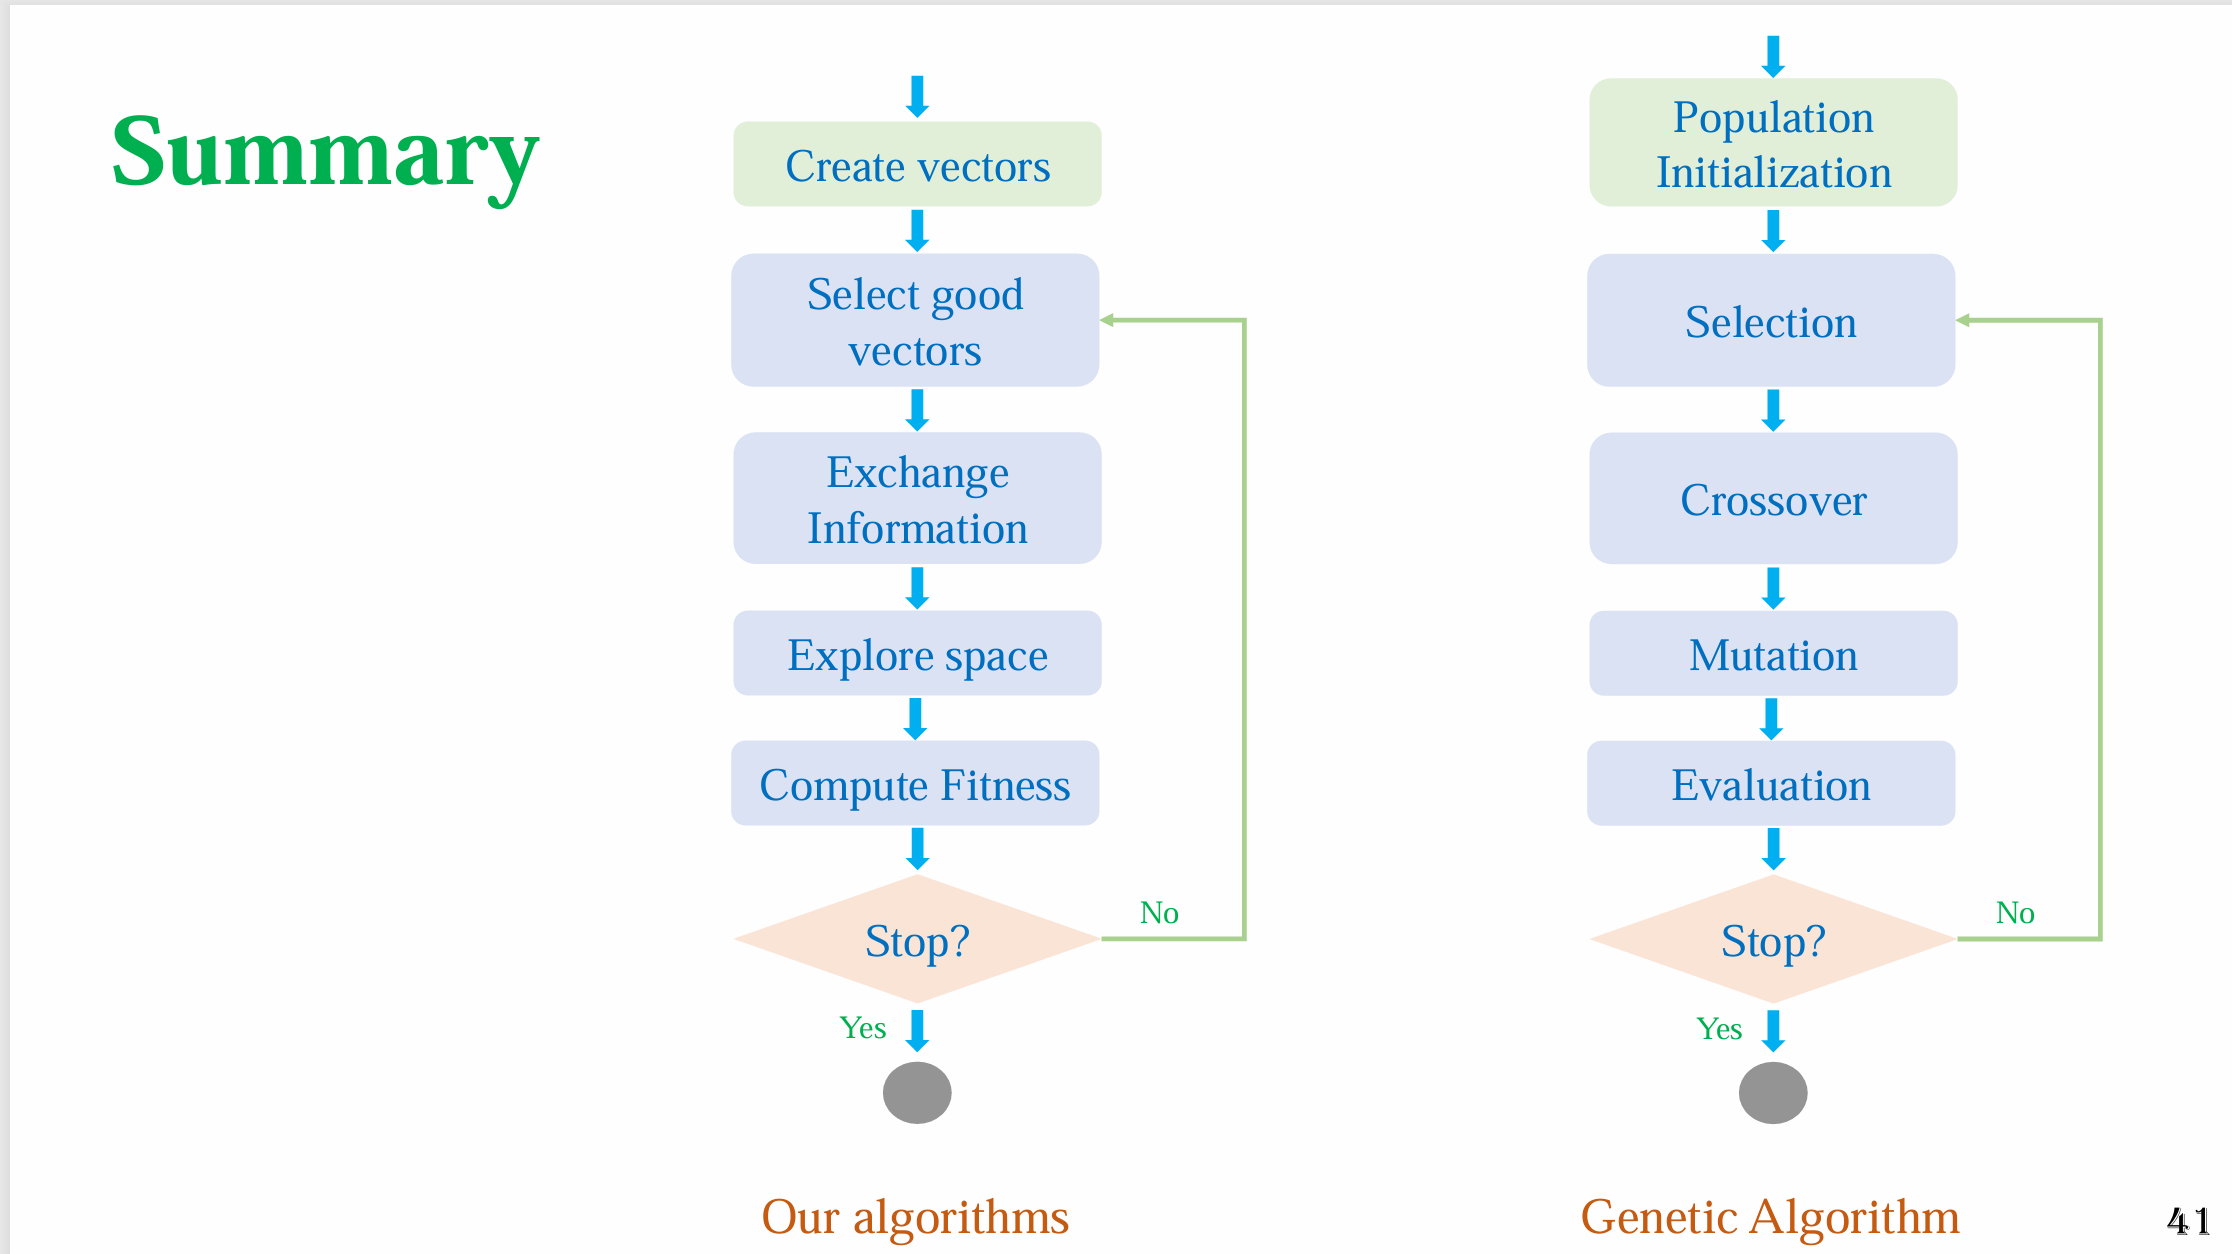 Summary
Create vectors
Select good
vectors
Exchange
Information
Explore space
Compute Fitness
Stop?
No
Yes
Our algorithms
Population
Initialization
Selection
Crossover
Mutation
Evaluation
Stop?
No
Yes
Genetic Algorithm
41